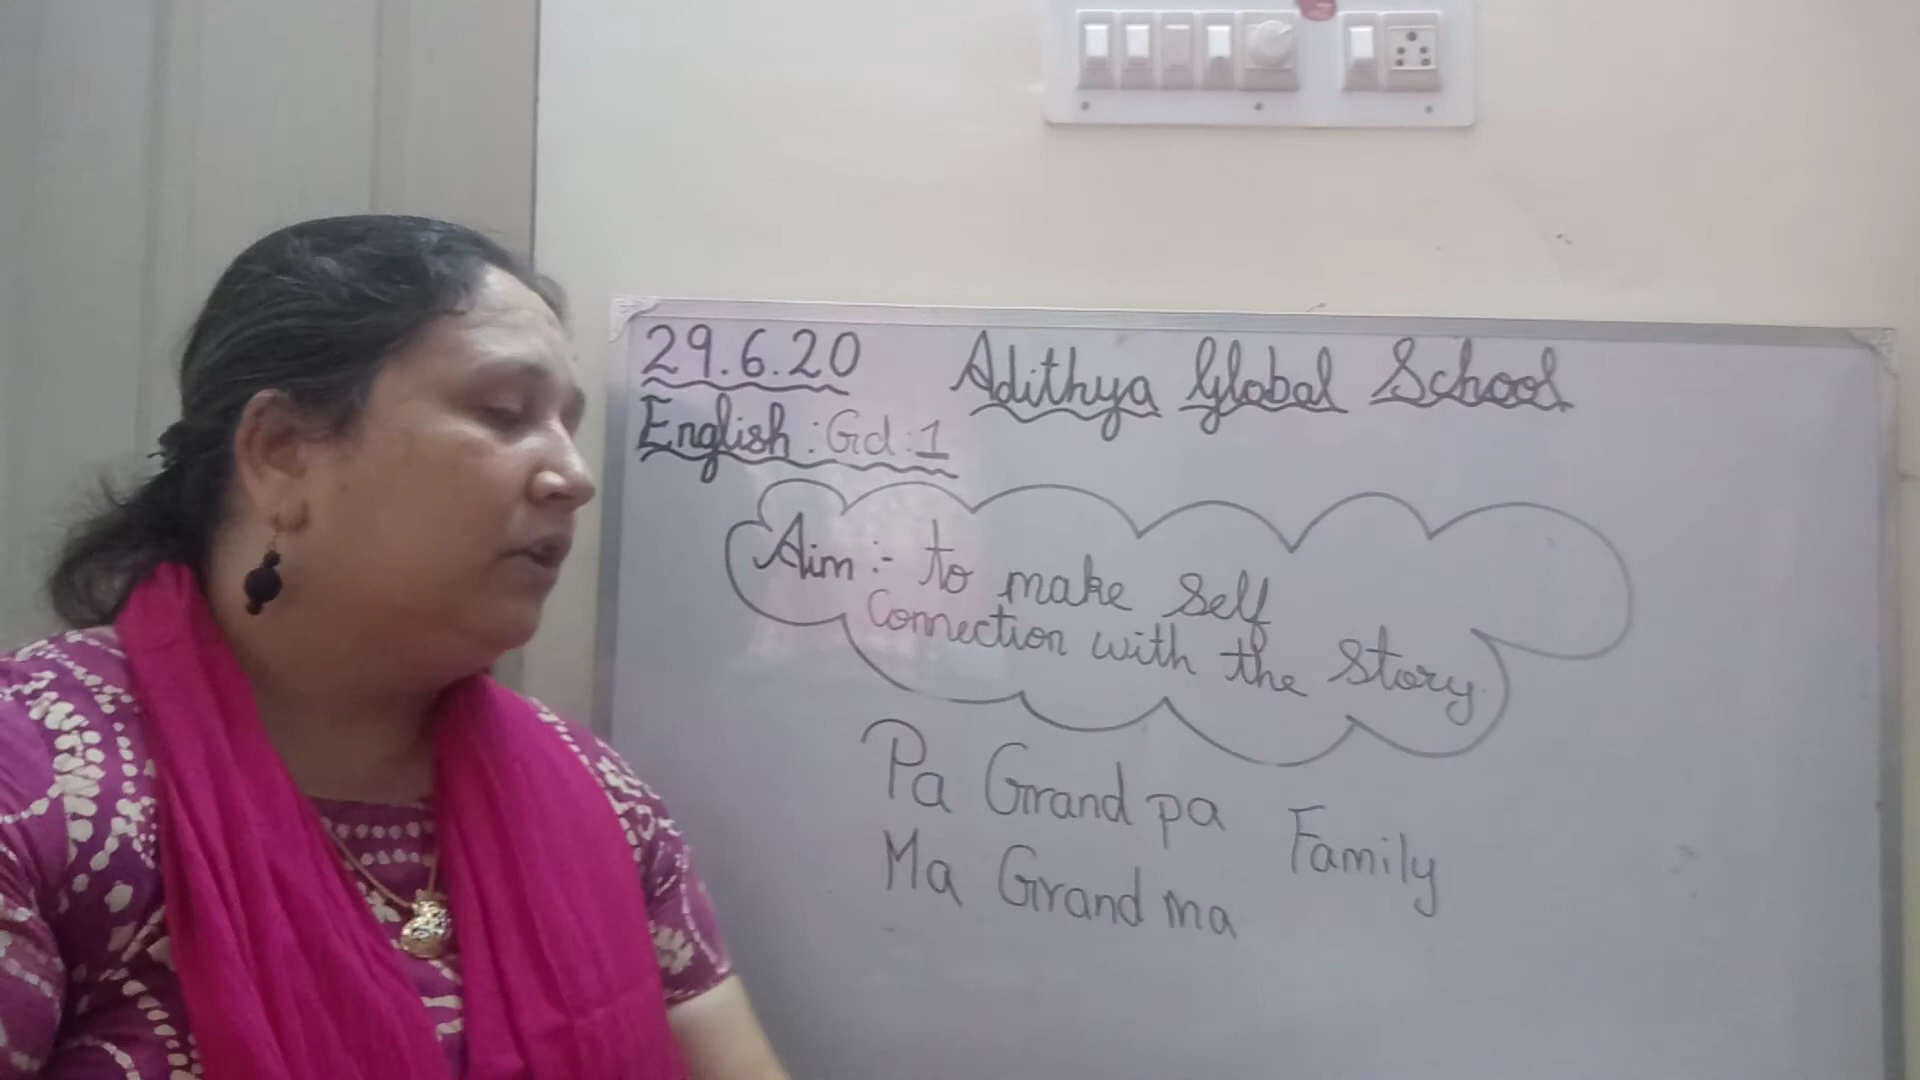 29.6.20 Adithya Global School
English : Gd : 1
Aim :- to make Self
Connection with the Story.
Pa Grand pa
Family
Ma Grand ma